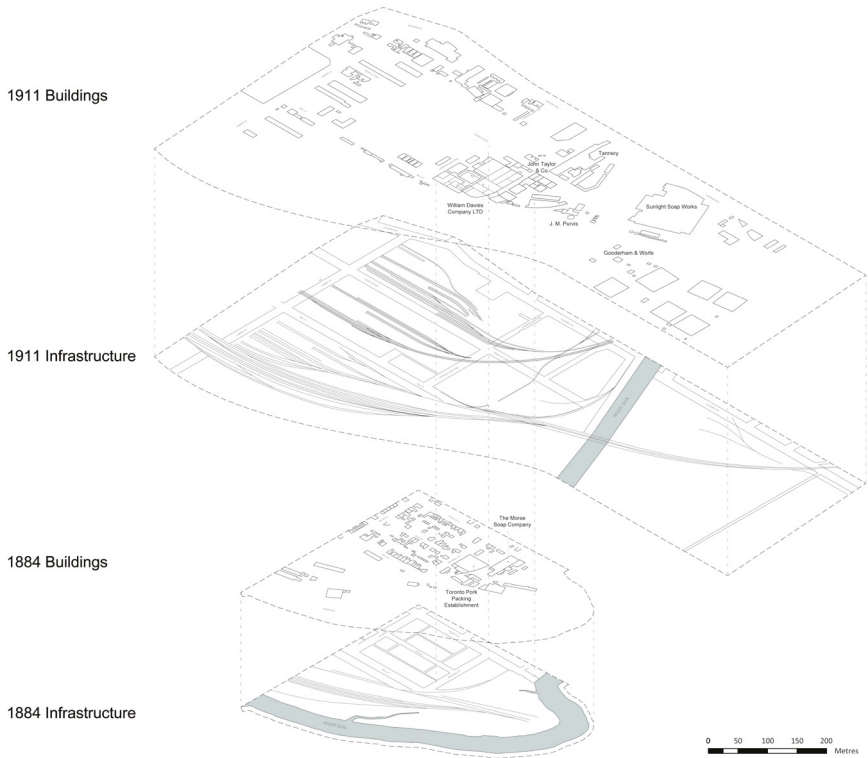 1911 Buildings
Tannery
John Taylor
& Co.
Sunlight Soap Works
William Davies
Company LTD
J. M. Purvis
Gooderham & Worts
1911 Infrastructure
The Morse
Soap Company
1884 Buildings
Toronto Pork
Packing
Establishment
1884 Infrastructure
0 50 100 150 200
Metres